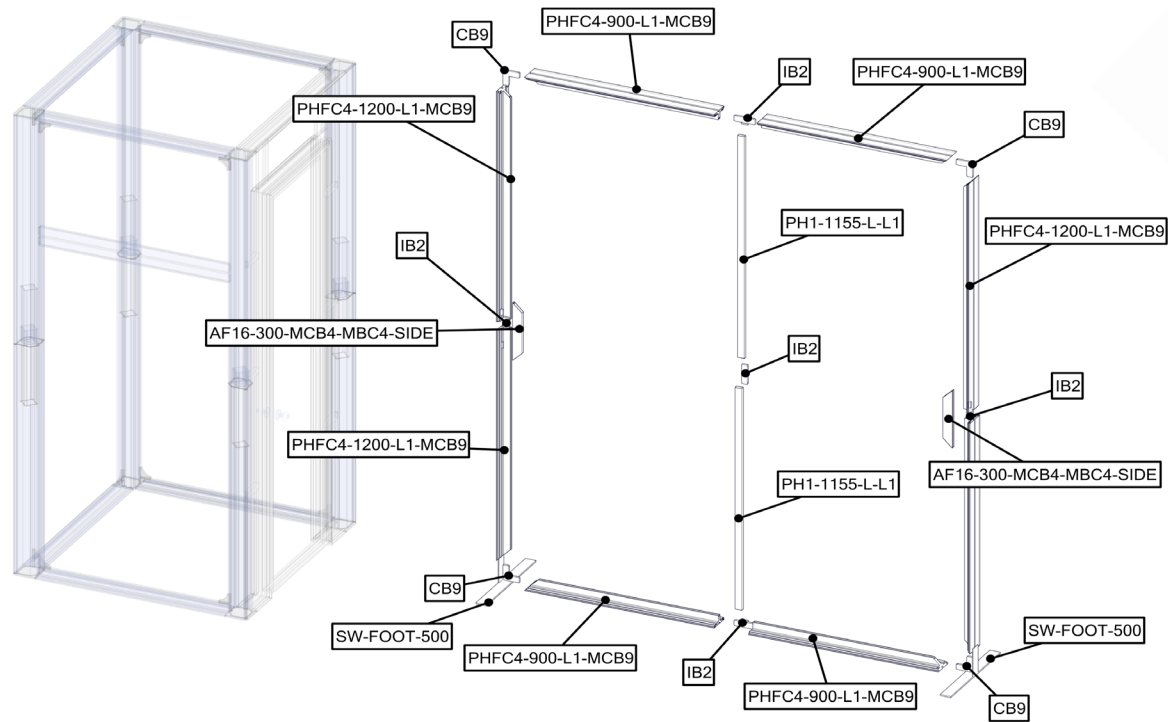 PHFC4-900-L1-MCB9
CB9
IB2
PHFC4-900-L1-MCB9
PHFC4-1200-L1-MCB9
CB9
PH1-1155-L-L1
PHFC4-1200-L1-MCB9
IB2
AF16-300-MCB4-MBC4-SIDE
IB2
IB2
PHFC4-1200-L1-MCB9
AF16-300-MCB4-MBC4-SIDE
PH1-1155-L-L1
CB9
SW-FOOT-500
SW-FOOT-500
PHFC4-900-L1-MCB9
IB2
PHFC4-900-L1-MCB9
CB9